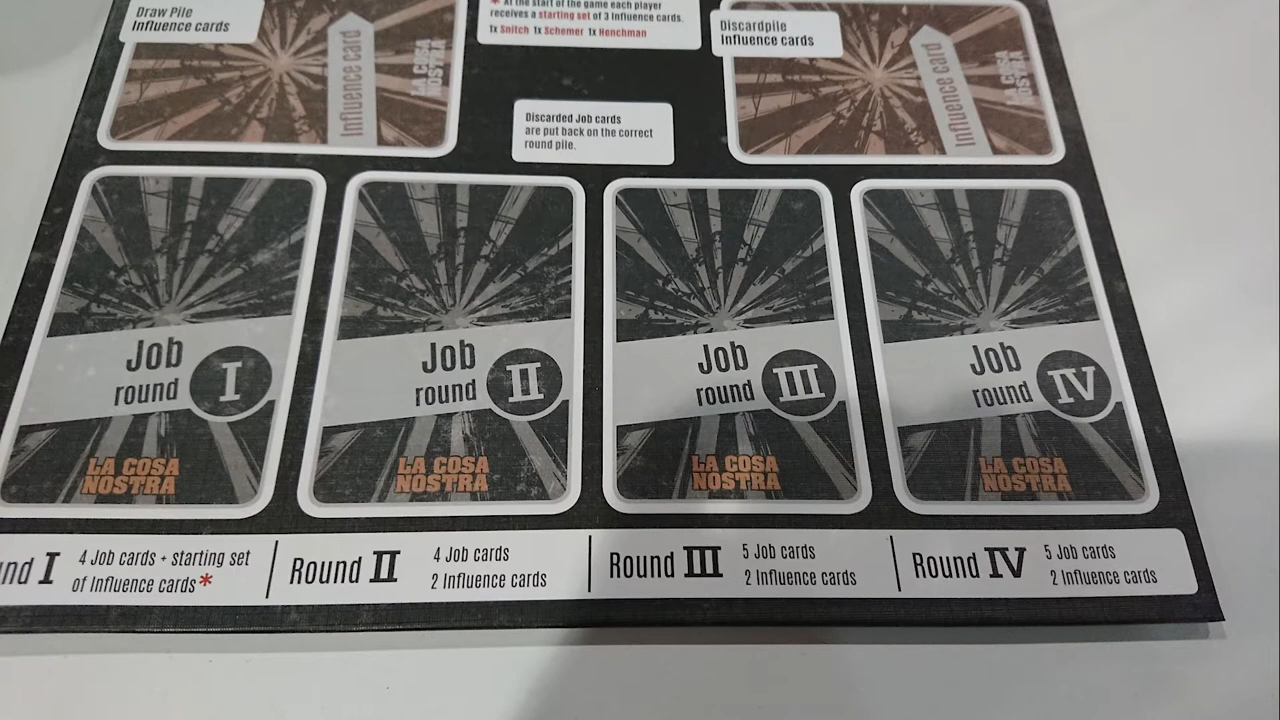 Draw Pile
Influence cards
* At the start of the game each player
receives a starting set of 3 Influence cards.
1x Snitch 1x Schemer 1x Henchman
Discardpile
Influence cards
Influence card
LA COSA
NOSTRA
Influence card
LA COSA
NOSTRA
Discarded Job cards
are put back on the correct
round pile.
Job
round
I
LA COSA
NOSTRA
Job
round
II
LA COSA
NOSTRA
Job
round
III
LA COSA
NOSTRA
Job
round
IV
LA COSA
NOSTRA
und I
4 Job cards + starting set
of Influence cards*
Round II
4 Job cards
2 Influence cards
Round III
5 Job cards
2 Influence cards
Round IV
5 Job cards
2 Influence cards